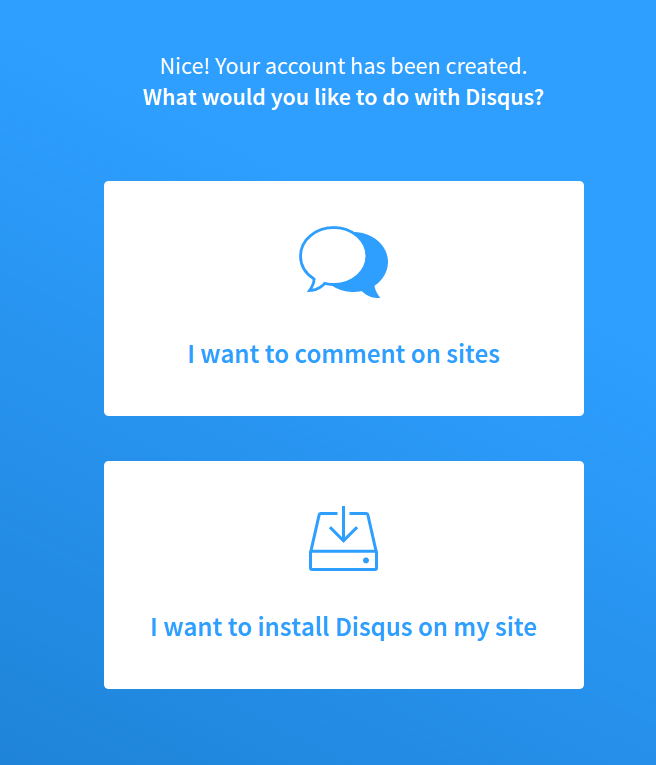 Nice! Your account has been created.
What would you like to do with Disqus?
I want to comment on sites
I want to install Disqus on my site